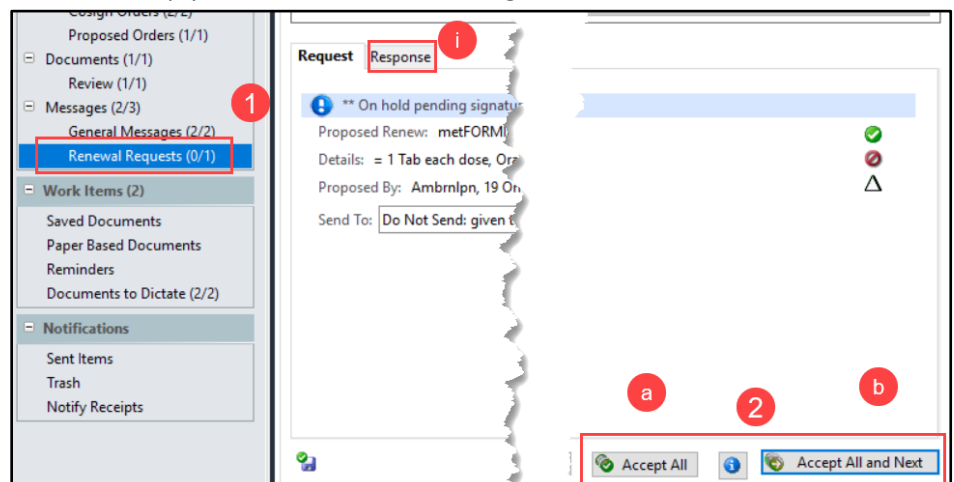 Cosign Orders (2/2)
Proposed Orders (1/1)
Documents (1/1)
Review (1/1)
Messages (2/3)
1
General Messages (2/2)
Renewal Requests (0/1)
Work Items (2)
Saved Documents
Paper Based Documents
Reminders
Documents to Dictate (2/2)
Notifications
Sent Items
Trash
Notify Receipts
i
Request Response
** On hold pending signatur
Proposed Renew: metFORMI
Details: = 1 Tab each dose, Ora
Proposed By: Ambrnlpn, 19 On
Send To: Do Not Send: given t
a
2
b
Accept All
Accept All and Next